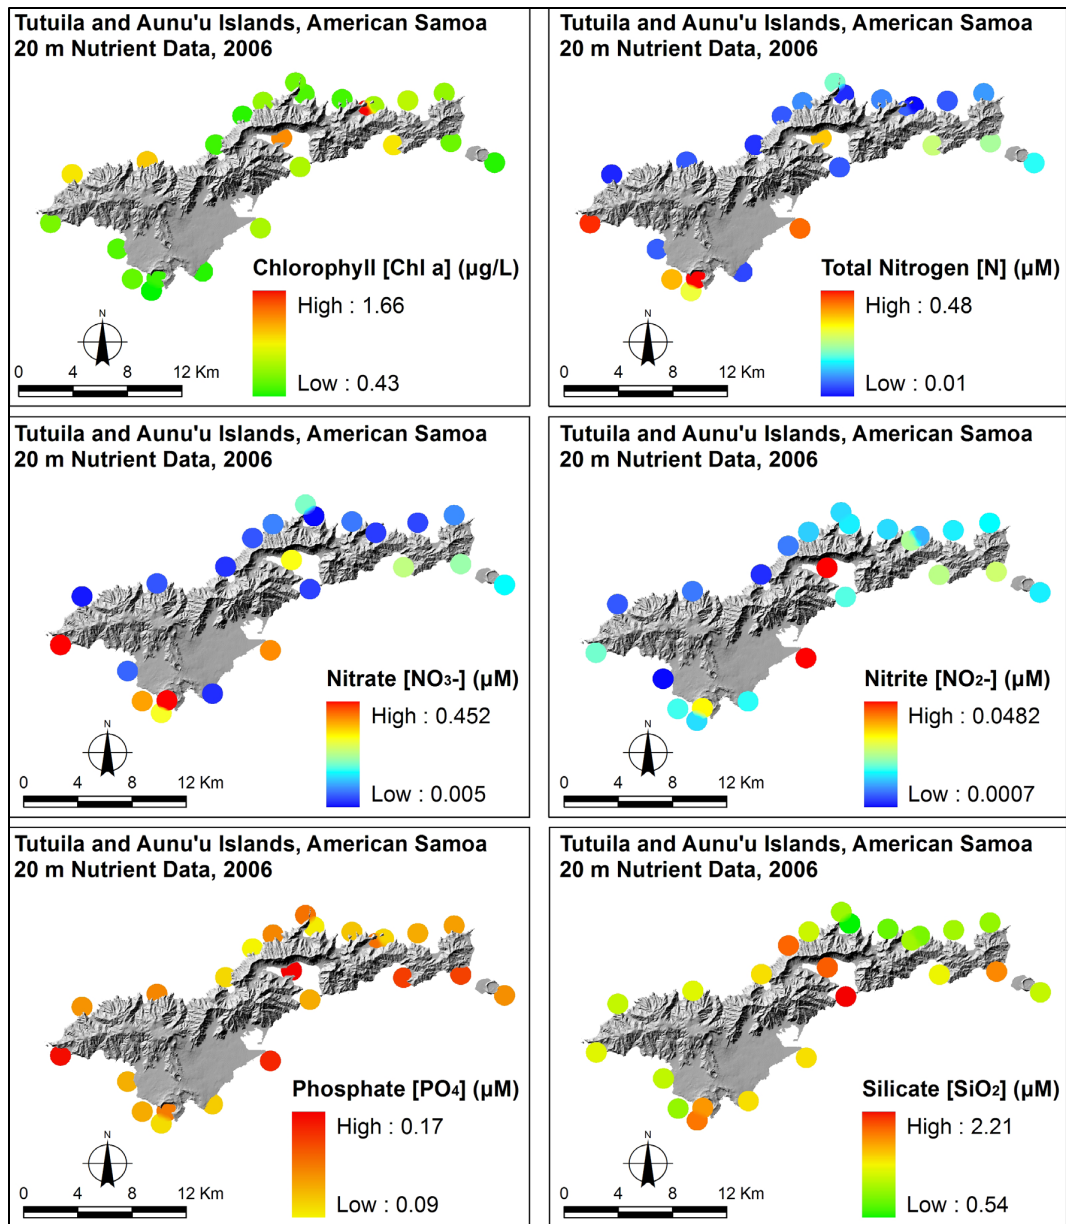 Tutuila and Aunu'u Islands, American Samoa
20 m Nutrient Data, 2006
Chlorophyll [Chl a] (µg/L)
High : 1.66
Low : 0.43
N
0 4 8 12 Km
Tutuila and Aunu'u Islands, American Samoa
20 m Nutrient Data, 2006
Total Nitrogen [N] (µM)
High : 0.48
Low : 0.01
N
0 4 8 12 Km
Tutuila and Aunu'u Islands, American Samoa
20 m Nutrient Data, 2006
Nitrate [NO3-] (µM)
High : 0.452
Low : 0.005
N
0 4 8 12 Km
Tutuila and Aunu'u Islands, American Samoa
20 m Nutrient Data, 2006
Nitrite [NO2-] (µM)
High : 0.0482
Low : 0.0007
N
0 4 8 12 Km
Tutuila and Aunu'u Islands, American Samoa
20 m Nutrient Data, 2006
Phosphate [PO4] (µM)
High : 0.17
Low : 0.09
N
0 4 8 12 Km
Tutuila and Aunu'u Islands, American Samoa
20 m Nutrient Data, 2006
Silicate [SiO2] (µM)
High : 2.21
Low : 0.54
N
0 4 8 12 Km